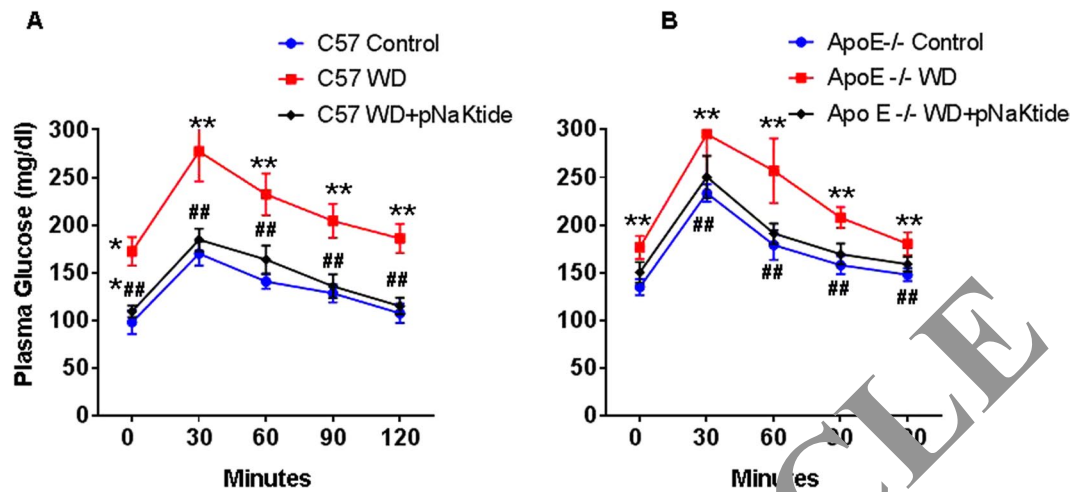 A
C57 Control
C57 WD
C57 WD+pNaKtide
Plasma Glucose (mg/dl)
300
250
200
150
100
50
0
** ** ** **
*
*
## ## ## ## ##
0 30 60 90 120
Minutes
B
ApoE-/- Control
ApoE -/- WD
Apo E -/- WD+pNaKtide
300
250
200
150
100
50
0
** ** ** ** **
## ## ## ##
0 30 60
Minutes
CLE